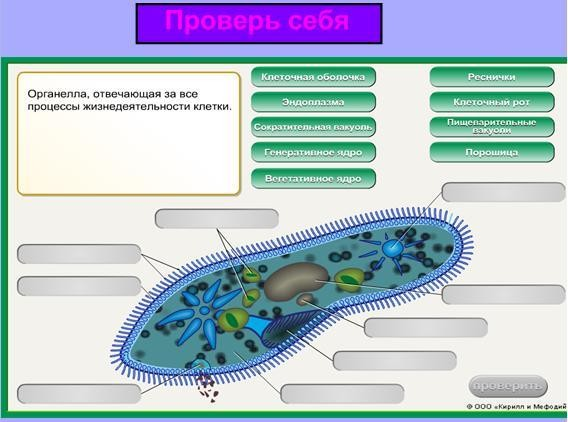 Проверь себя
Органелла, отвечающая за все
процессы жизнедеятельности клетки.
Клеточная оболочка
Эндоплазма
Сократительная вакуоль
Генеративное ядро
Вегетативное ядро
Реснички
Клеточный рот
Пищеварительные
вакуоли
Порошица
проверить
© ООО «Кирилл и Мефодий